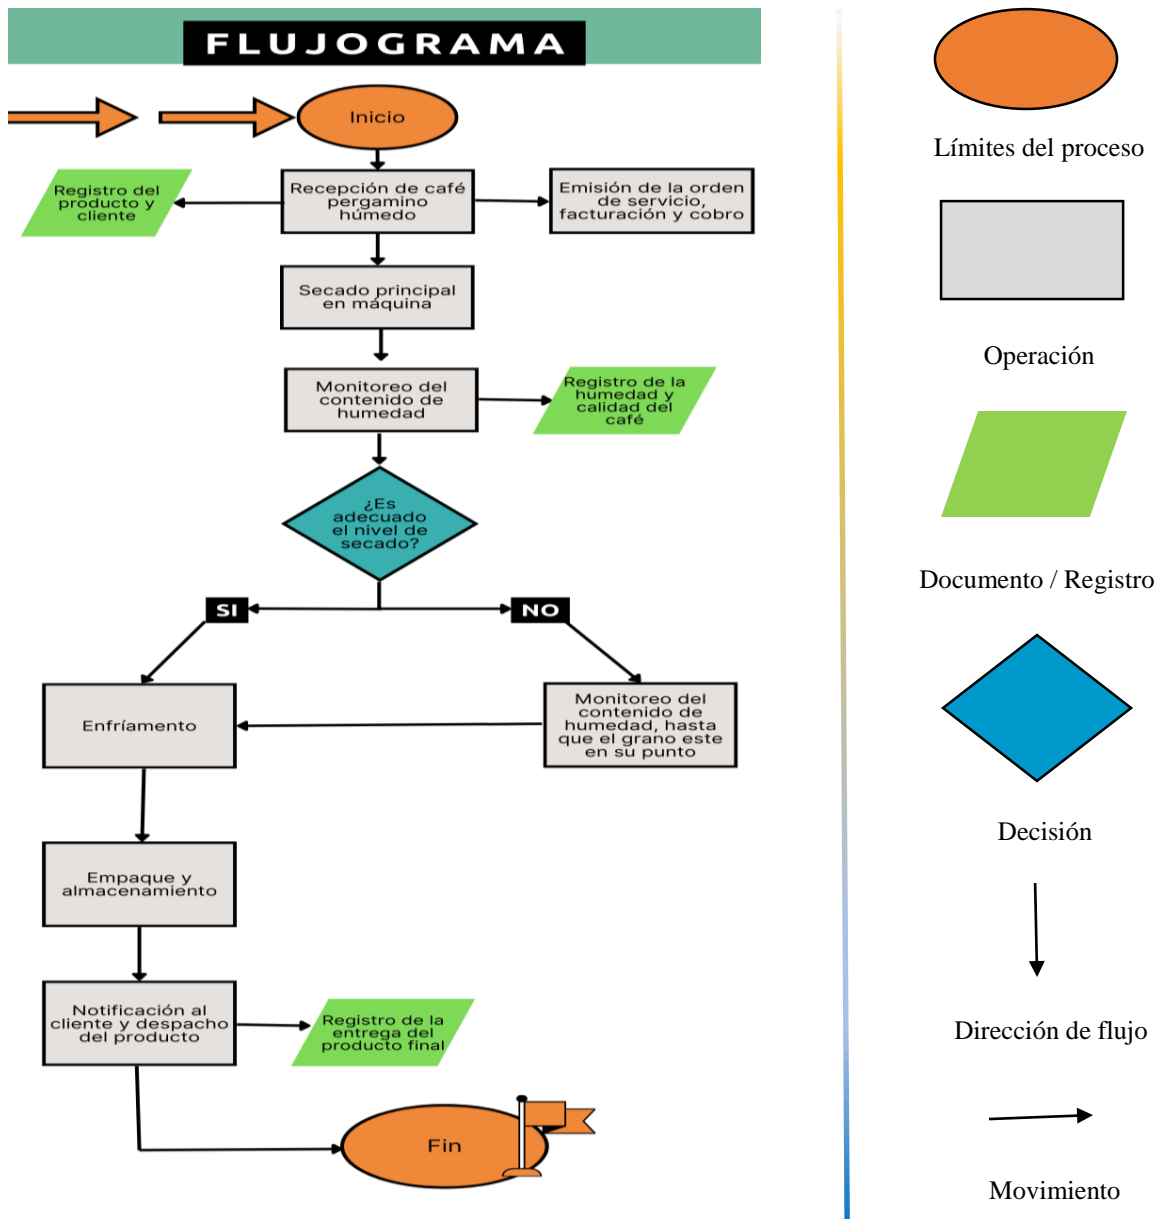 FLUJOGRAMA
Inicio
Registro del
producto y
cliente
Recepción de café
pergamino
húmedo
Emisión de la orden
de servicio,
facturación y cobro
Secado principal
en máquina
Monitoreo del
contenido de
humedad
Registro de la
humedad y
calidad del
café
¿Es
adecuado
el nivel de
secado?
SI
NO
Enfríamento
Monitoreo del
contenido de
humedad, hasta
que el grano este
en su punto
Empaque y
almacenamiento
Notificación al
cliente y despacho
del producto
Registro de la
entrega del
producto final
Fin
Límites del proceso
Operación
Documento / Registro
Decisión
Dirección de flujo
Movimiento